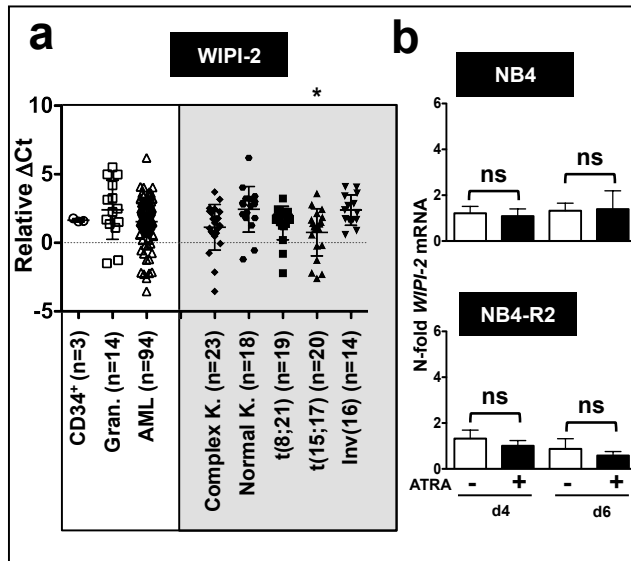 a
WIPI-2
*
Relative ΔCt
10
5
0
-5
CD34+ (n=3)
Gran. (n=14)
AML (n=94)
Complex K. (n=23)
Normal K. (n=18)
t(8;21) (n=19)
t(15;17) (n=20)
Inv(16) (n=14)
b
NB4
N-fold WIPI-2 mRNA
6
4
2
0
ns
ns
NB4-R2
6
4
2
0
ns
ns
ATRA - + - +
d4 d6